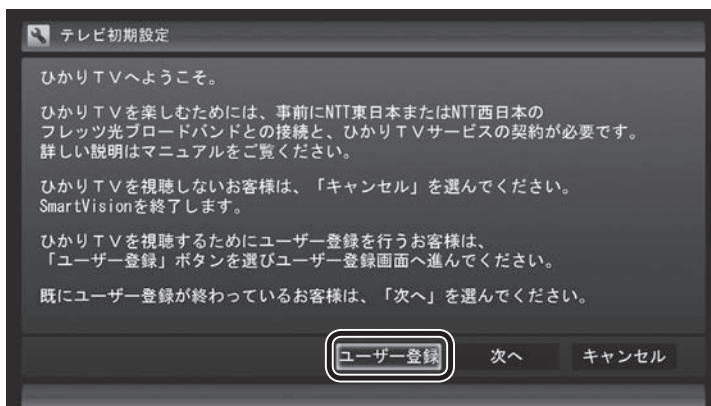 テレビ初期設定
ひかりTVへようこそ。
ひかりTVを楽しむためには、事前にNTT東日本またはNTT西日本の
フレッツ光ブロードバンドとの接続と、ひかりTVサービスの契約が必要です。
詳しい説明はマニュアルをご覧ください。
ひかりTVを視聴しないお客様は、「キャンセル」を選んでください。
SmartVisionを終了します。
ひかりTVを視聴するためにユーザー登録を行うお客様は、
「ユーザー登録」ボタンを選びユーザー登録画面へ進んでください。
既にユーザー登録が終わっているお客様は、「次へ」を選んでください。
ユーザー登録 次へ キャンセル